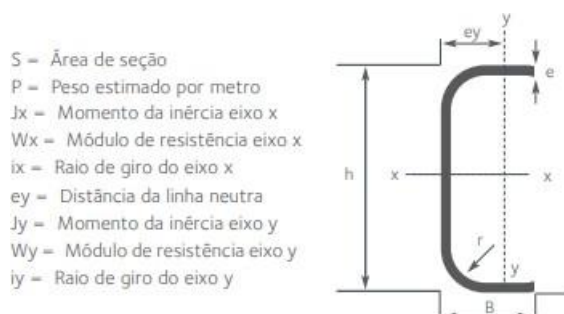 S = Área de seção
P = Peso estimado por metro
Jx = Momento da inércia eixo x
Wx = Módulo de resistência eixo x
ix = Raio de giro do eixo x
ey = Distância da linha neutra
Jy = Momento da inércia eixo y
Wy = Módulo de resistência eixo y
iy = Raio de giro do eixo y
y
ey
e
h
x
x
r
y
B